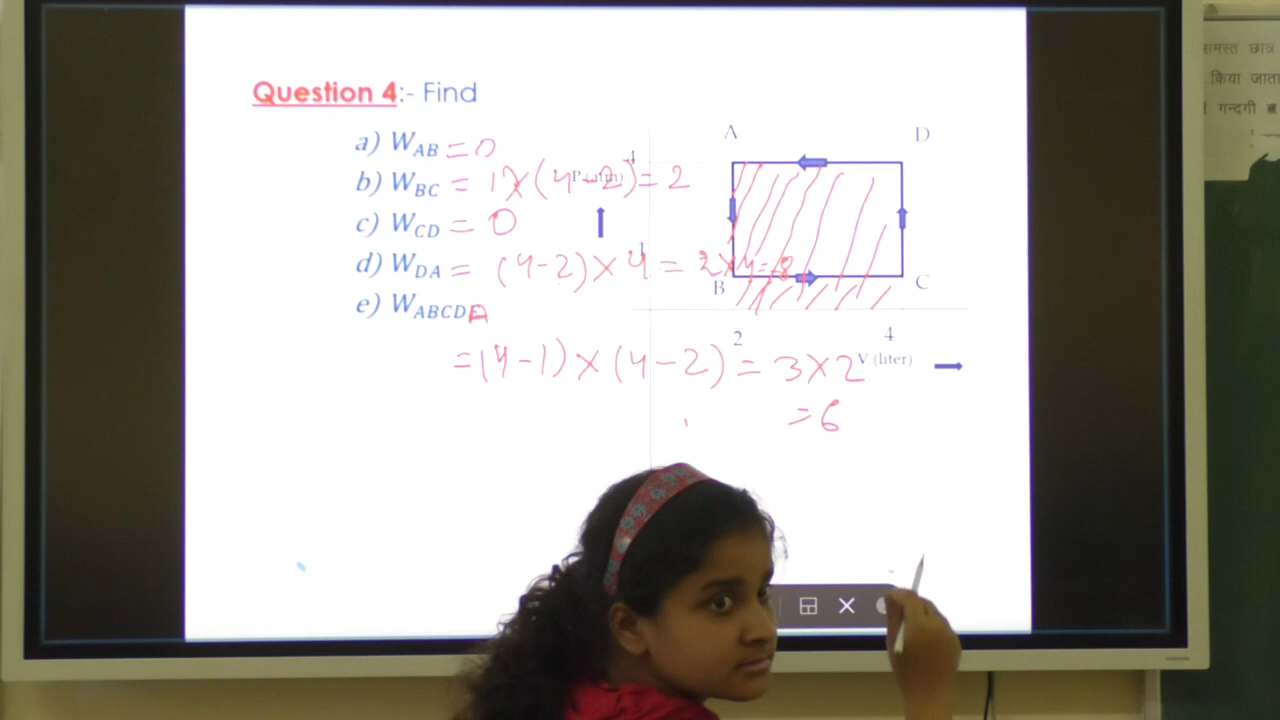 Question 4:- Find
a) W_AB = 0
b) W_BC = 1 × (4-2) = 2
c) W_CD = 0
d) W_DA = (4-2) × 4 = 2×4 = 8
e) W_ABCDA
= (4-1) × (4-2) = 3×2
= 6
A D
4
P (atm)
1
B C
2 4
V (liter)
समस्त छात्र
किया जाता
गन्दगी